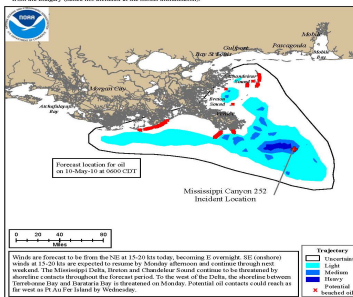 NOAA
Mobile
Pascagoula
Gulfport
Bay St Louis
Mobile
Bay
Chandeleur
Sound
Breton
Sound
Morgan City
Atchafalaya
Bay
Forecast location for oil
on 10-May-10 at 0600 CDT
Mississippi Canyon 252
Incident Location
0 20 40 80
Miles
Winds are forecast to be from the NE at 15-20 kts today, becoming E overnight. SE (onshore)
winds at 15-20 kts are expected to resume by Monday afternoon and continue through next
weekend. The Mississippi Delta, Breton and Chandeleur Sound continue to be threatened by
shoreline contacts throughout the forecast period. To the west of the Delta, the shoreline between
Terrebonne Bay and Barataria Bay is threatened on Monday. Potential oil contacts could reach as
far west as Pt Au Fer Island by Wednesday.
Trajectory
Uncertain
Light
Medium
Heavy
Potential
beached oil